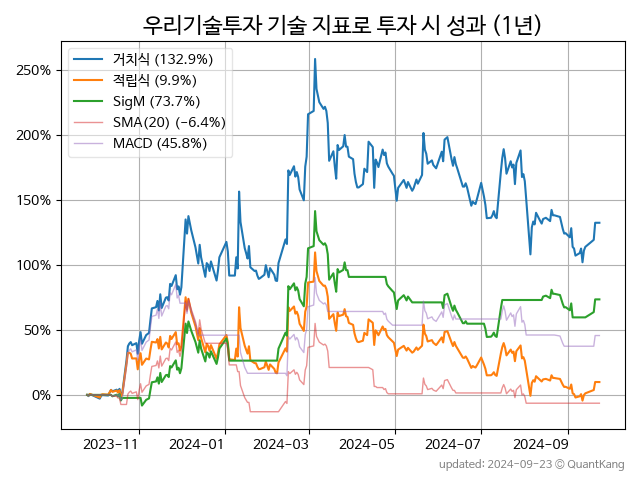 우리기술투자 기술 지표로 투자 시 성과 (1년)
거치식 (132.9%)
적립식 (9.9%)
SigM (73.7%)
SMA(20) (-6.4%)
MACD (45.8%)
250%
200%
150%
100%
50%
0%
2023-11 2024-01 2024-03 2024-05 2024-07 2024-09
updated: 2024-09-23 © QuantKang